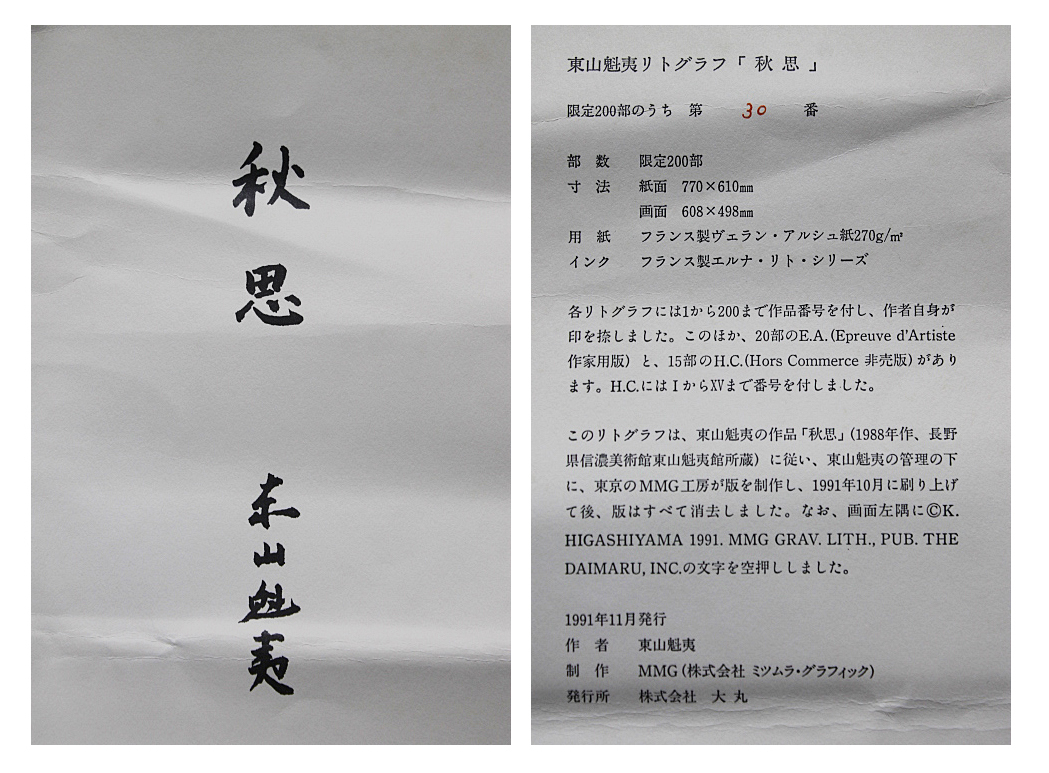 秋思
東山魁夷
東山魁夷リトグラフ「 秋 思 」
限定200部のうち 第 30 番
部 数 限定200部
寸 法 紙面 770×610㎜
画面 608×498㎜
用 紙 フランス製ヴェラン・アルシュ紙270g/㎡
インク フランス製エルナ・リト・シリーズ
各リトグラフには1から200まで作品番号を付し、作者自身が
印を捺しました。このほか、20部のE.A.(Epreuve d'Artiste
作家用版) と、15部のH.C.(Hors Commerce 非売版) があり
ます。H.C.にはⅠからXVまで番号を付しました。
このリトグラフは、東山魁夷の作品「秋思」(1988年作、長野
県信濃美術館東山魁夷館所蔵) に従い、東山魁夷の管理の下
に、東京のMMG工房が版を制作し、1991年10月に刷り上げ
て後、版はすべて消去しました。なお、画面左隅に©K.
HIGASHIYAMA 1991. MMG GRAV. LITH., PUB. THE
DAIMARU, INC.の文字を空押ししました。
1991年11月発行
作 者 東山魁夷
制 作 MMG (株式会社 ミツムラ・グラフィック)
発行所 株式会社 大 丸